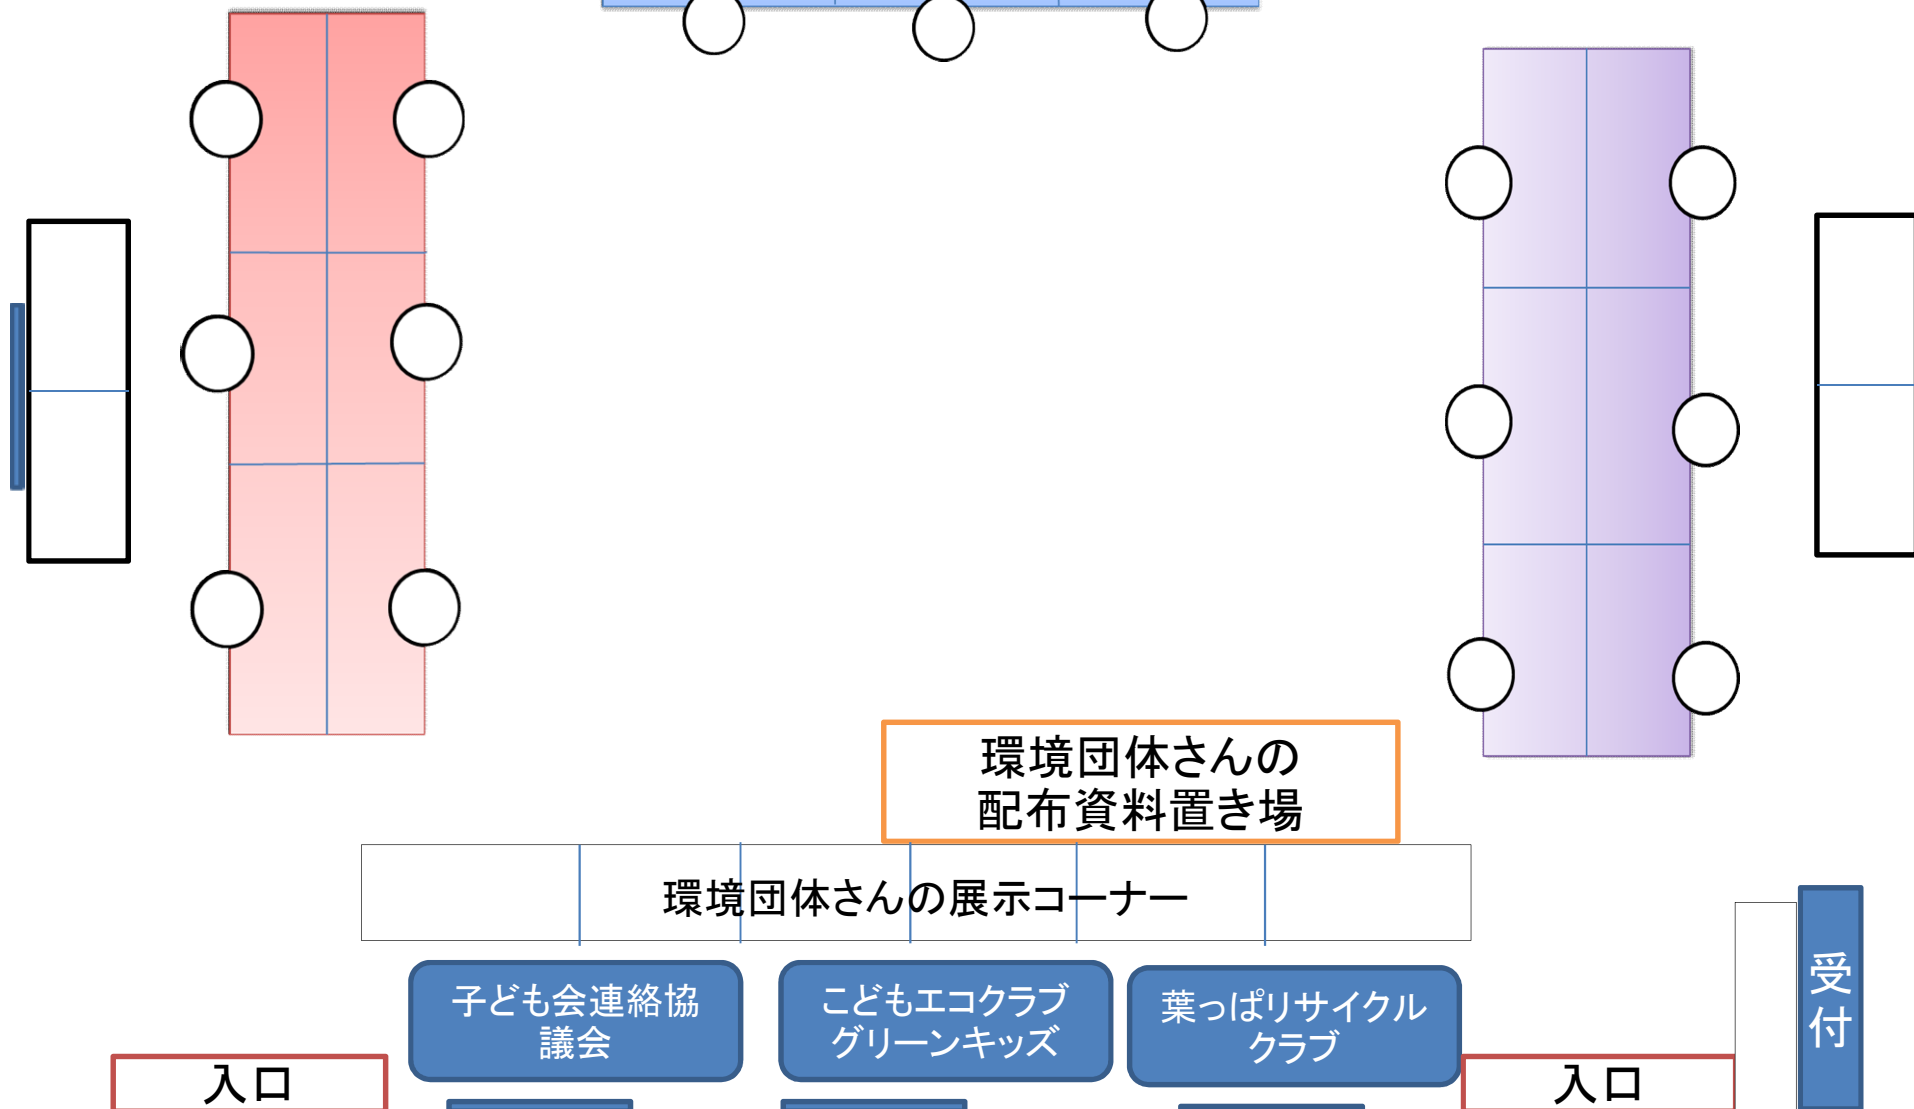 環境団体さんの
配布資料置き場
環境団体さんの展示コーナー
子ども会連絡協
議会
こどもエコクラブ
グリーンキッズ
葉っぱリサイクル
クラブ
受付
入口
入口